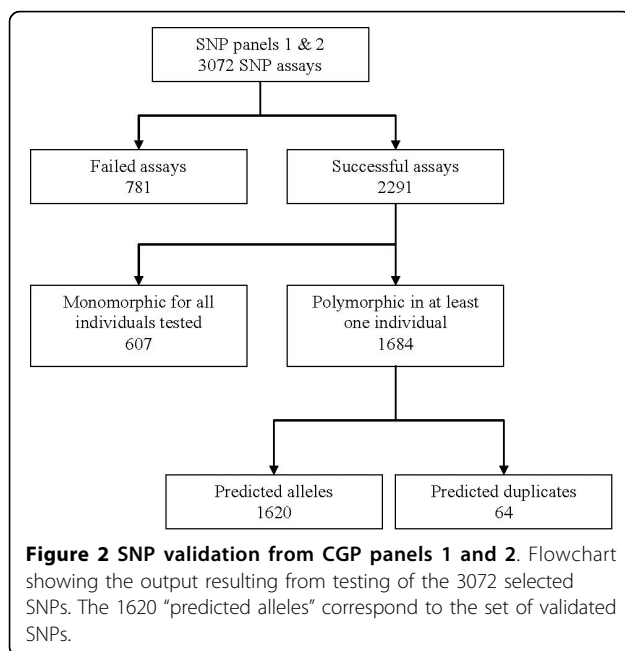 SNP panels 1 & 2
3072 SNP assays
Failed assays
781
Successful assays
2291
Monomorphic for all
individuals tested
607
Polymorphic in at least
one individual
1684
Predicted alleles
1620
Predicted duplicates
64
Figure 2 SNP validation from CGP panels 1 and 2. Flowchart
showing the output resulting from testing of the 3072 selected
SNPs. The 1620 “predicted alleles” correspond to the set of validated
SNPs.